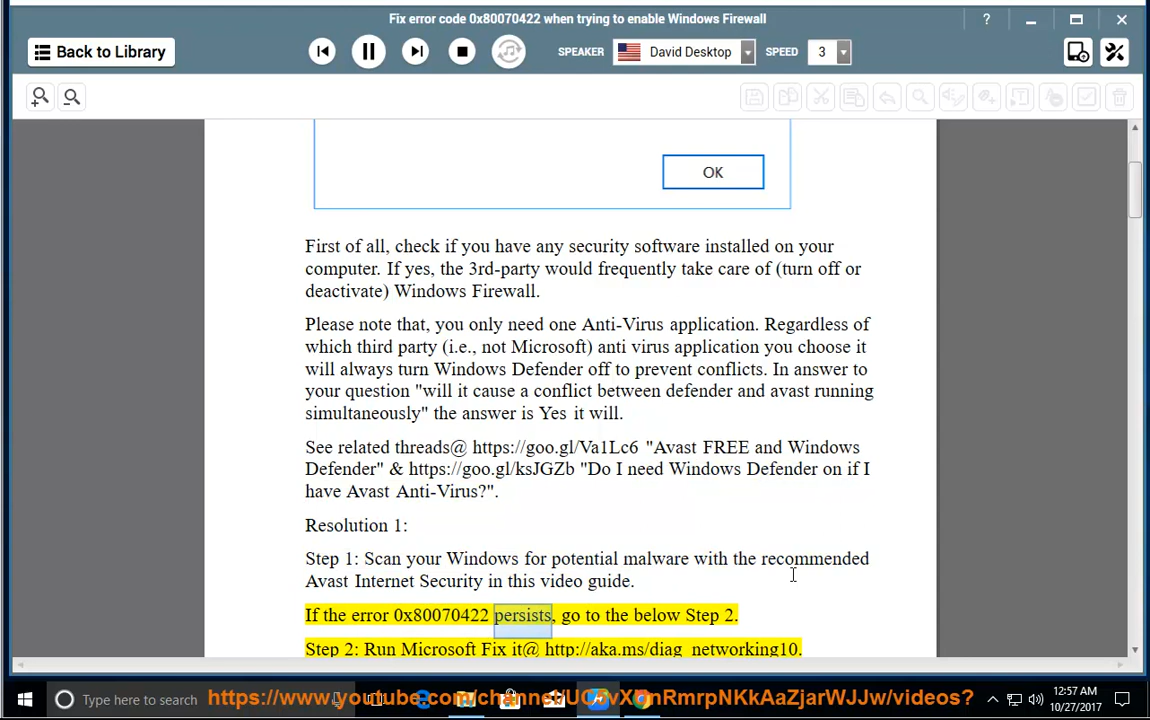 Fix error code 0x80070422 when trying to enable Windows Firewall
?
Back to Library
SPEAKER
David Desktop
SPEED
3
OK
First of all, check if you have any security software installed on your
computer. If yes, the 3rd-party would frequently take care of (turn off or
deactivate) Windows Firewall.
Please note that, you only need one Anti-Virus application. Regardless of
which third party (i.e., not Microsoft) anti virus application you choose it
will always turn Windows Defender off to prevent conflicts. In answer to
your question "will it cause a conflict between defender and avast running
simultaneously" the answer is Yes it will.
See related threads@ https://goo.gl/Va1Lc6 "Avast FREE and Windows
Defender" & https://goo.gl/ksJGZb "Do I need Windows Defender on if I
have Avast Anti-Virus?".
Resolution 1:
Step 1: Scan your Windows for potential malware with the recommended
Avast Internet Security in this video guide.
If the error 0x80070422 persists, go to the below Step 2.
Step 2: Run Microsoft Fix it@ http://aka.ms/diag_networking10.
Type here to search
12:57 AM
10/27/2017